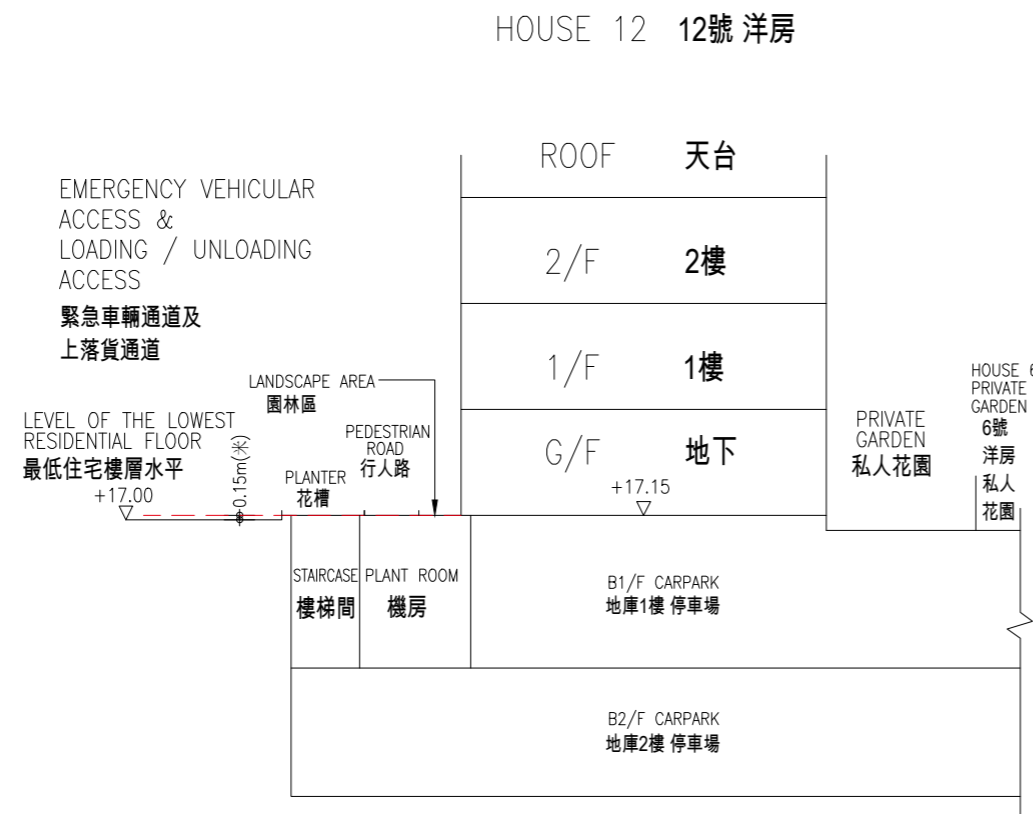 HOUSE 12 12號 洋房
ROOF 天台
EMERGENCY VEHICULAR
ACCESS &
LOADING / UNLOADING
ACCESS
緊急車輛通道及
上落貨通道
2/F 2樓
1/F 1樓
LANDSCAPE AREA
園林區
LEVEL OF THE LOWEST
RESIDENTIAL FLOOR
最低住宅樓層水平
+17.00
0.15m(米)
PLANTER
花槽
PEDESTRIAN
ROAD
行人路
G/F 地下
+17.15
PRIVATE
GARDEN
私人花園
HOUSE 6
PRIVATE
GARDEN
6號
洋房
私人
花園
STAIRCASE
樓梯間
PLANT ROOM
機房
B1/F CARPARK
地庫1樓 停車場
B2/F CARPARK
地庫2樓 停車場